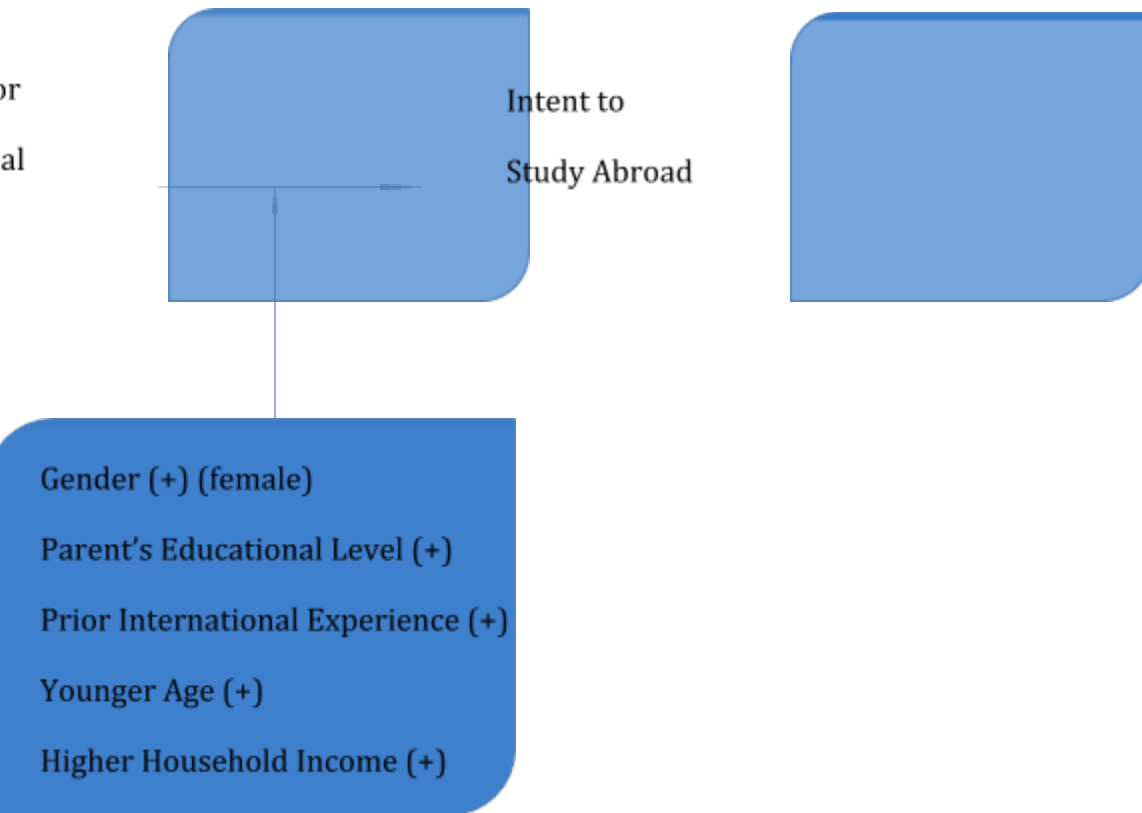 Intent to
Study Abroad
Gender (+) (female)
Parent’s Educational Level (+)
Prior International Experience (+)
Younger Age (+)
Higher Household Income (+)